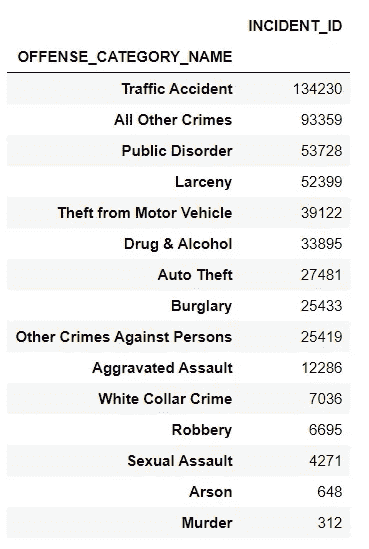 INCIDENT_ID
OFFENSE_CATEGORY_NAME
Traffic Accident 134230
All Other Crimes 93359
Public Disorder 53728
Larceny 52399
Theft from Motor Vehicle 39122
Drug & Alcohol 33895
Auto Theft 27481
Burglary 25433
Other Crimes Against Persons 25419
Aggravated Assault 12286
White Collar Crime 7036
Robbery 6695
Sexual Assault 4271
Arson 648
Murder 312